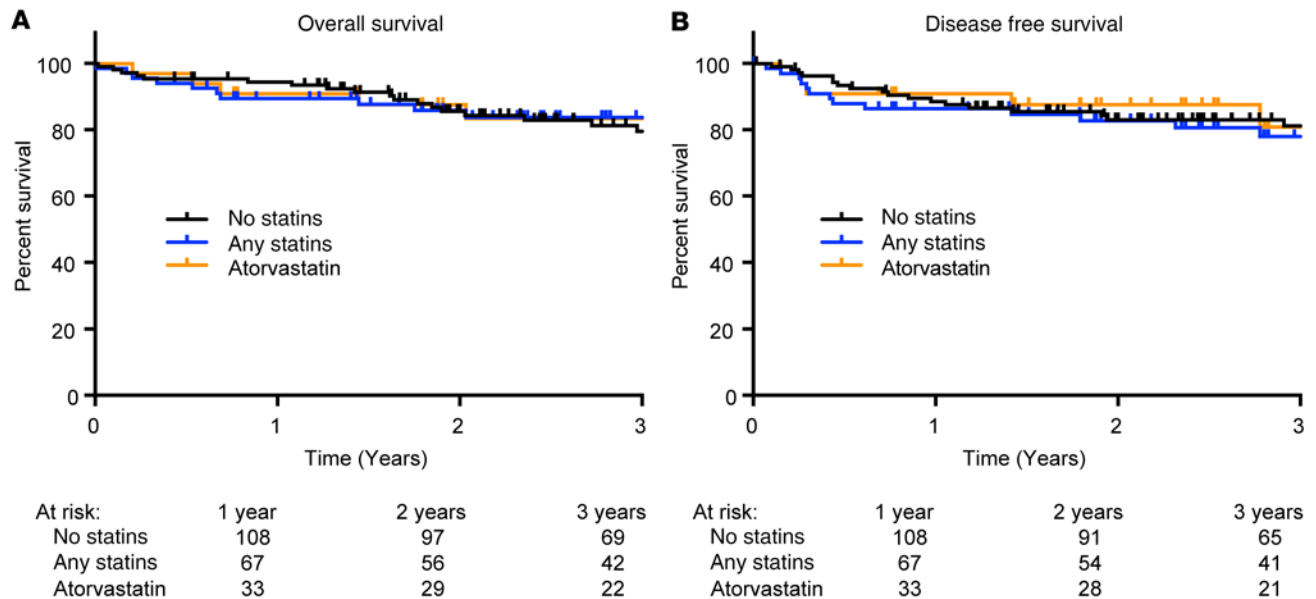 A
Overall survival
Percent survival
100
80
60
40
20
0
No statins
Any statins
Atorvastatin
0 1 2 3
Time (Years)
At risk: 1 year 2 years 3 years
No statins 108 97 69
Any statins 67 56 42
Atorvastatin 33 29 22
B
Disease free survival
Percent survival
100
80
60
40
20
0
No statins
Any statins
Atorvastatin
0 1 2 3
Time (Years)
At risk: 1 year 2 years 3 years
No statins 108 91 65
Any statins 67 54 41
Atorvastatin 33 28 21